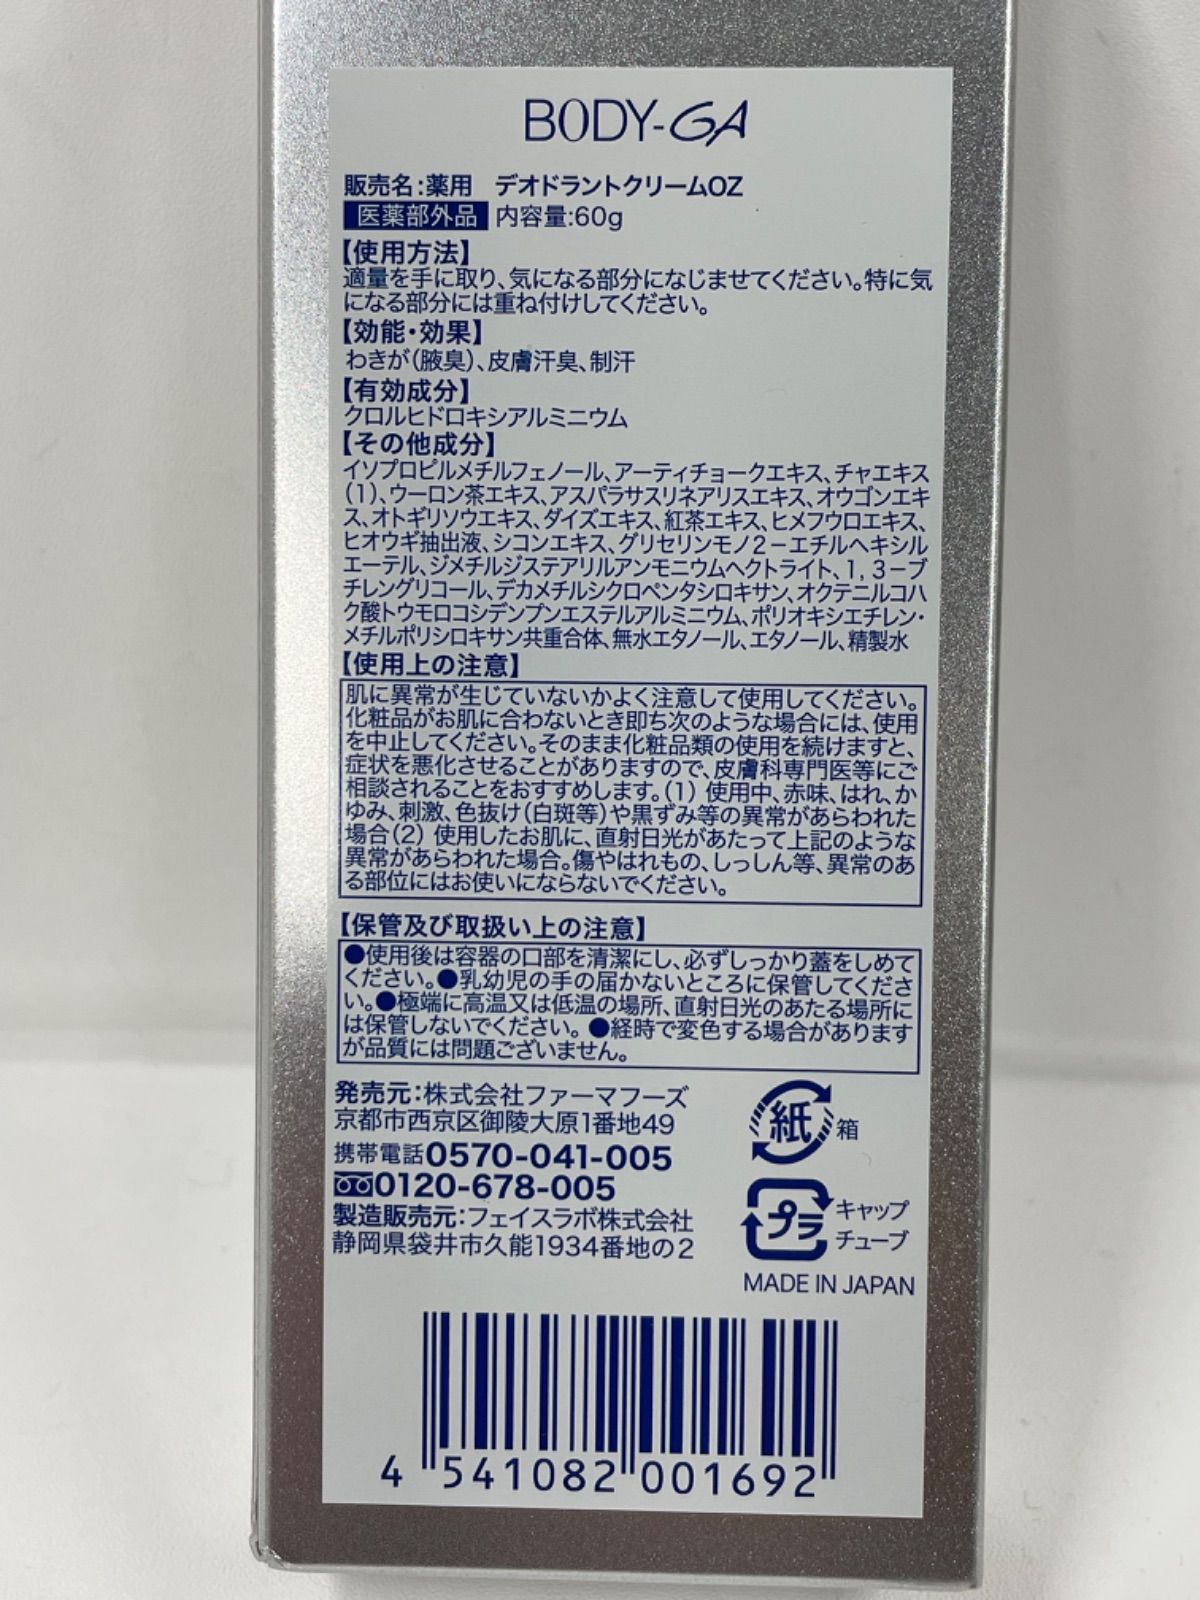 BODY-GA
販売名:薬用 デオドラントクリームOZ
医薬部外品 内容量:60g
【使用方法】
適量を手に取り、気になる部分になじませてください。特に気
になる部分には重ね付けしてください。
【効能・効果】
わきが(腋臭)、皮膚汗臭、制汗
【有効成分】
クロルヒドロキシアルミニウム
【その他成分】
イソプロピルメチルフェノール、アーティチョークエキス、チャエキス
(1)、ウーロン茶エキス、アスパラサスリネアリスエキス、オウゴンエキ
ス、オトギリソウエキス、ダイズエキス、紅茶エキス、ヒメフウロエキス、
ヒオウギ抽出液、シコンエキス、グリセリンモノ2-エチルヘキシル
エーテル、ジメチルジステアリルアンモニウムヘクトライト、1,3-ブ
チレングリコール、デカメチルシクロペンタシロキサン、オクテニルコハ
ク酸トウモロコシデンプンエステルアルミニウム、ポリオキシエチレン・
メチルポリシロキサン共重合体、無水エタノール、エタノール、精製水
【使用上の注意】
肌に異常が生じていないかよく注意して使用してください。
化粧品がお肌に合わないとき即ち次のような場合には、使用
を中止してください。そのまま化粧品類の使用を続けますと、
症状を悪化させることがありますので、皮膚科専門医等にご
相談されることをおすすめします。(1) 使用中、赤味、はれ、か
ゆみ、刺激、色抜け(白斑等)や黒ずみ等の異常があらわれた
場合(2) 使用したお肌に、直射日光があたって上記のような
異常があらわれた場合。傷やはれもの、しっしん等、異常のあ
る部位にはお使いにならないでください。
【保管及び取扱い上の注意】
●使用後は容器の口部を清潔にし、必ずしっかり蓋をしめて
ください。●乳幼児の手の届かないところに保管してくださ
い。●極端に高温又は低温の場所、直射日光のあたる場所に
は保管しないでください。●経時で変色する場合があります
が品質には問題ございません。
発売元:株式会社ファーマフーズ
京都市西京区御陵大原1番地49
携帯電話0570-041-005
0120-678-005
製造販売元:フェイスラボ株式会社
静岡県袋井市久能1934番地の2
紙 箱
プラ キャップ
チューブ
MADE IN JAPAN
4 541082 001692